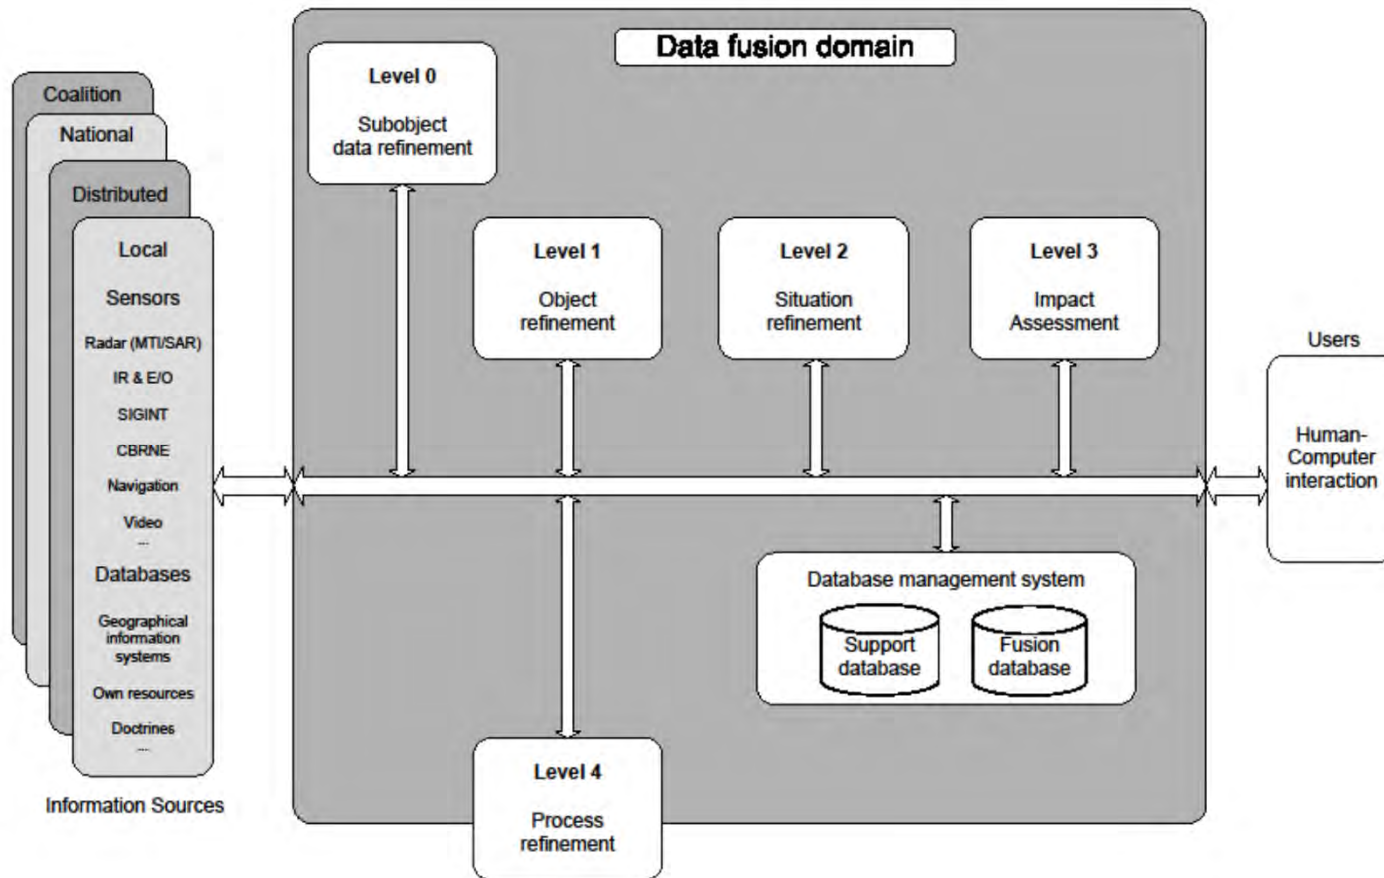 Data fusion domain
Coalition
National
Distributed
Local
Sensors
Radar (MTI/SAR)
IR & E/O
SIGINT
CBRNE
Navigation
Video
...
Databases
Geographical
information
systems
Own resources
Doctrines
....
Information Sources
Level 0
Subobject
data refinement
Level 1
Object
refinement
Level 2
Situation
refinement
Level 3
Impact
Assessment
Users
Human-
Computer
interaction
Database management system
Support
database
Fusion
database
Level 4
Process
refinement